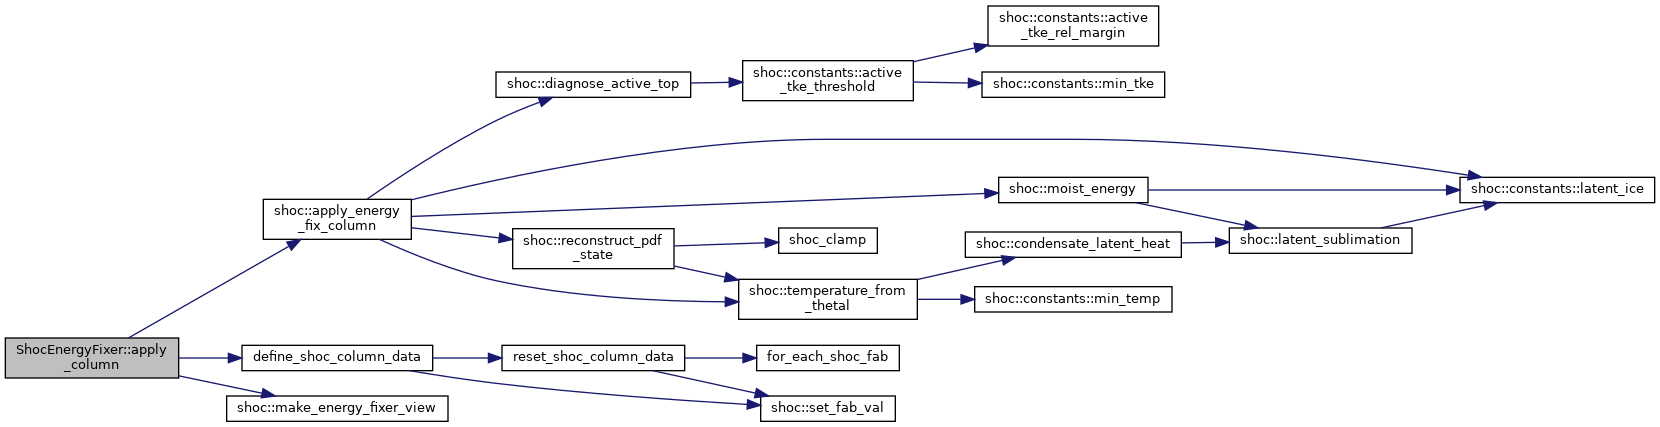 shoc::constants::active
_tke_rel_margin
shoc::diagnose_active_top
shoc::constants::active
_tke_threshold
shoc::constants::min_tke
shoc::apply_energy
_fix_column
shoc::moist_energy
shoc::constants::latent_ice
shoc::reconstruct_pdf
_state
shoc_clamp
shoc::condensate_latent_heat
shoc::latent_sublimation
shoc::temperature_from
_thetal
shoc::constants::min_temp
ShocEnergyFixer::apply
_column
define_shoc_column_data
reset_shoc_column_data
for_each_shoc_fab
shoc::make_energy_fixer_view
shoc::set_fab_val